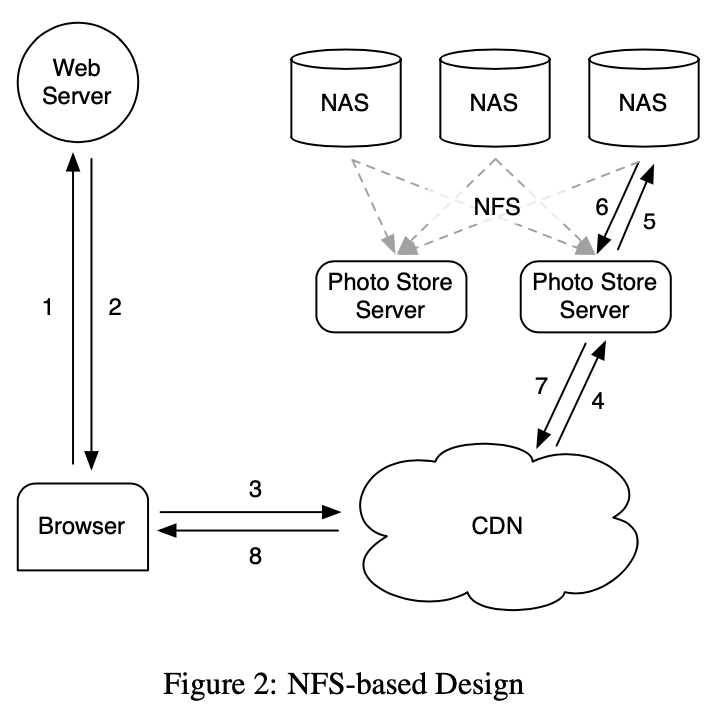 Web
Server
NAS
NAS
NAS
NFS
6
5
Photo Store
Server
Photo Store
Server
1
2
7
4
3
Browser
CDN
8
Figure 2: NFS-based Design